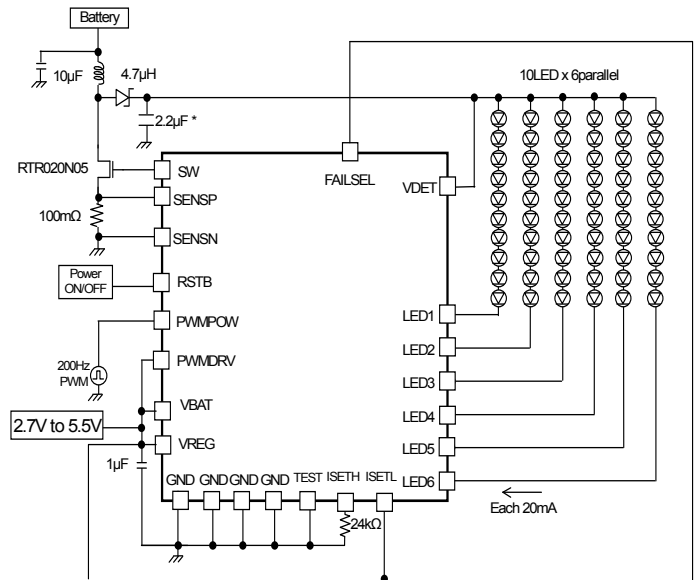 Battery
10µF
4.7µH
10LED x 6parallel
2.2µF *
RTR020N05
SW
FAILSEL
VDET
SENSP
100mΩ
SENSN
Power
ON/OFF
RSTB
PWMPOW
LED1
200Hz
PWM
PWMDRV
LED2
LED3
VBAT
2.7V to 5.5V
LED4
VREG
LED5
1µF
GND GND GND GND TEST ISETH ISETL
LED6
Each 20mA
24kΩ